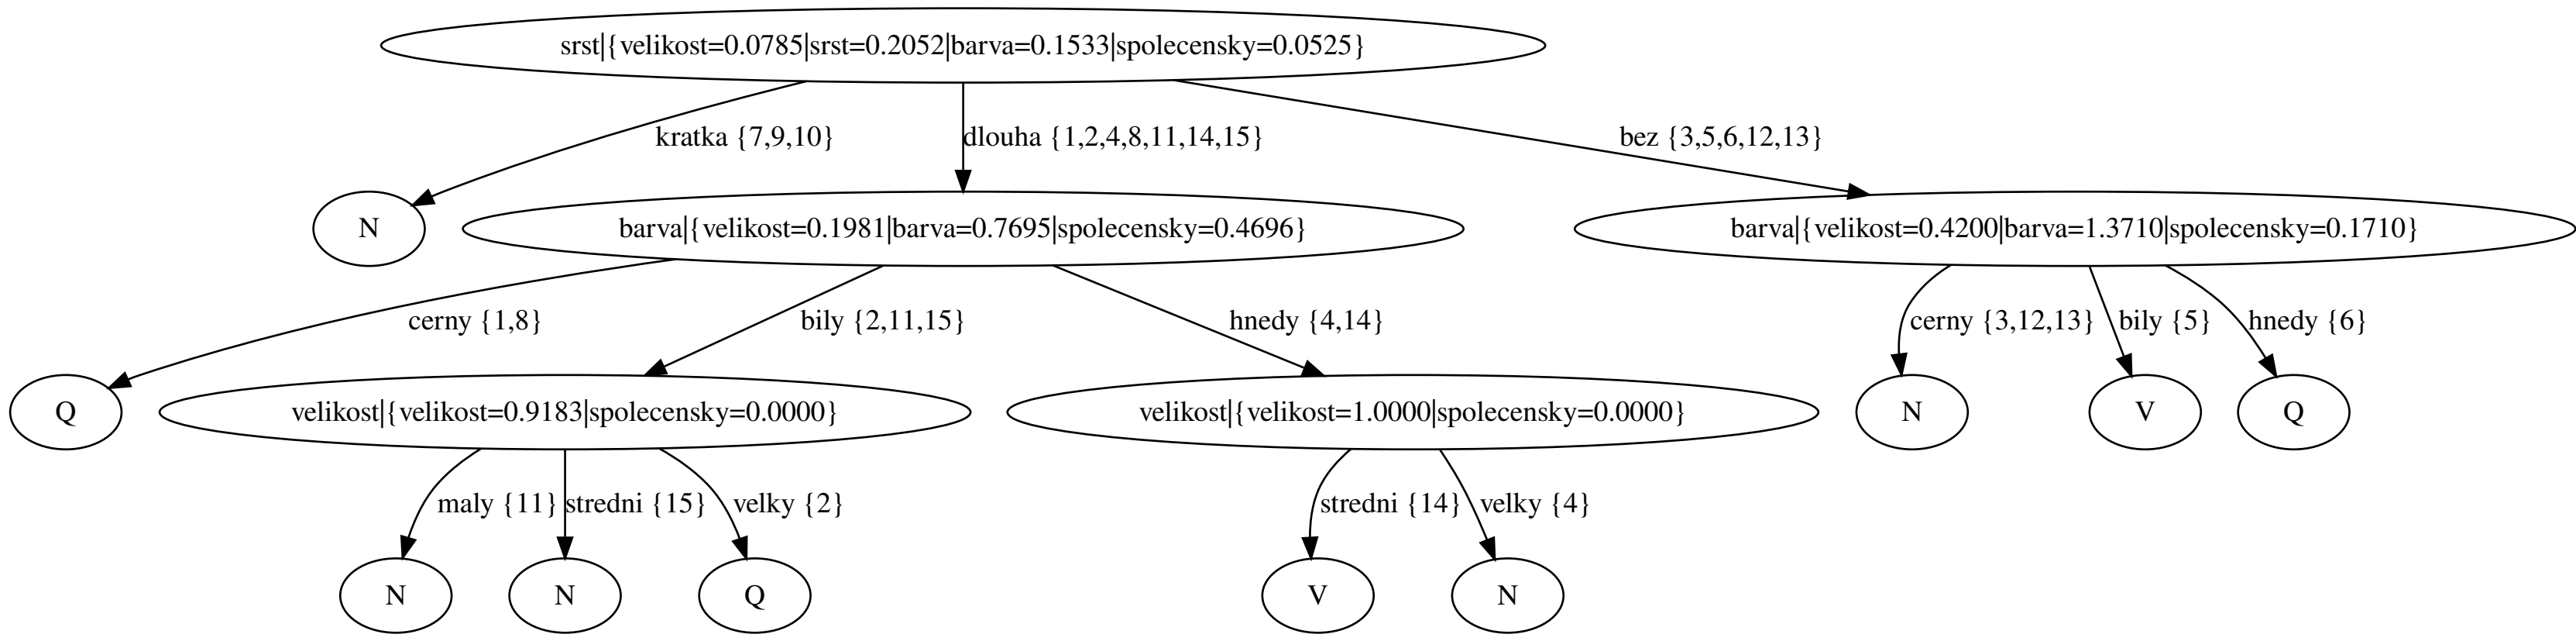 srst|{velikost=0.0785|srst=0.2052|barva=0.1533|spolecensky=0.0525}
kratka {7,9,10}
dlouha {1,2,4,8,11,14,15}
bez {3,5,6,12,13}
N
barva|{velikost=0.1981|barva=0.7695|spolecensky=0.4696}
barva|{velikost=0.4200|barva=1.3710|spolecensky=0.1710}
cerny {1,8}
bily {2,11,15}
hnedy {4,14}
cerny {3,12,13}
bily {5}
hnedy {6}
Q
velikost|{velikost=0.9183|spolecensky=0.0000}
velikost|{velikost=1.0000|spolecensky=0.0000}
N
V
Q
maly {11}
stredni {15}
velky {2}
stredni {14}
velky {4}
N
N
Q
V
N